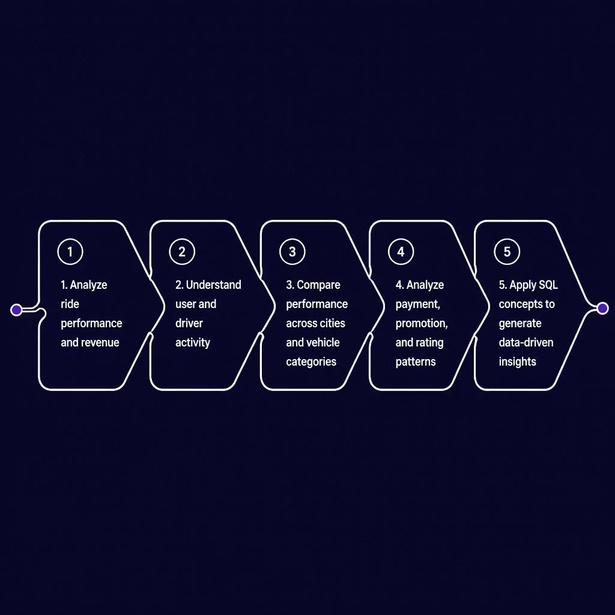 1
1. Analyze
ride
performance
and revenue
2
2. Understand
user and
driver
activity
3
3. Compare
performance
across cities
and vehicle
categories
4
4. Analyze
payment,
promotion,
and rating
patterns
5
5. Apply SQL
concepts to
generate
data-driven
insights